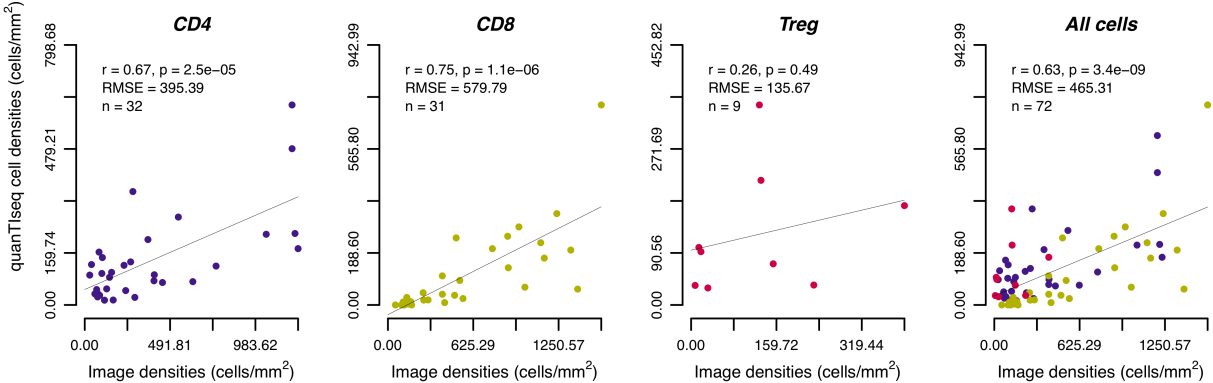 quanTIseq cell densities (cells/mm²)
CD4
798.68
479.21
159.74
0.00
r = 0.67, p = 2.5e−05
RMSE = 395.39
n = 32
0.00 491.81 983.62
Image densities (cells/mm²)
CD8
942.99
565.80
188.60
0.00
r = 0.75, p = 1.1e−06
RMSE = 579.79
n = 31
0.00 625.29 1250.57
Image densities (cells/mm²)
Treg
452.82
271.69
90.56
0.00
r = 0.26, p = 0.49
RMSE = 135.67
n = 9
0.00 159.72 319.44
Image densities (cells/mm²)
All cells
942.99
565.80
188.60
0.00
r = 0.63, p = 3.4e−09
RMSE = 465.31
n = 72
0.00 625.29 1250.57
Image densities (cells/mm²)